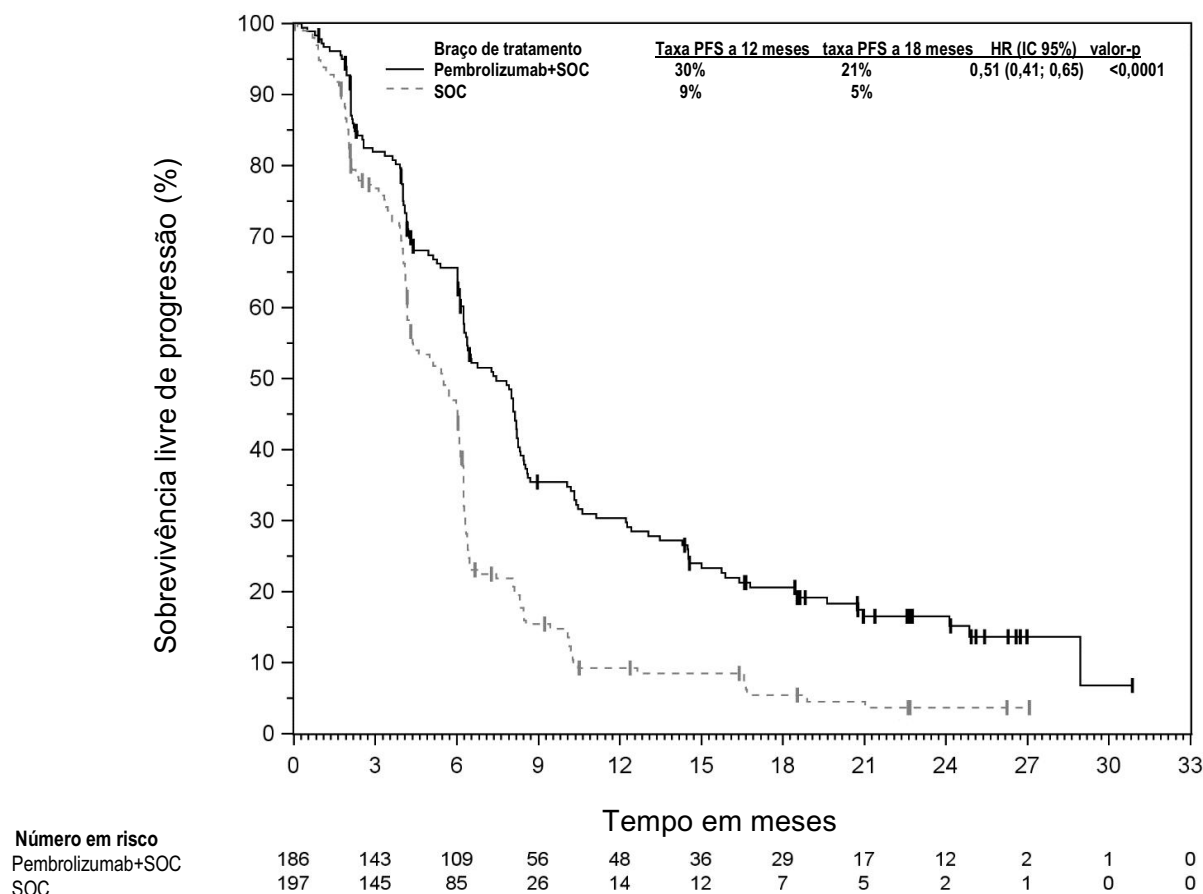 Braço de tratamento Taxa PFS a 12 meses taxa PFS a 18 meses HR (IC 95%) valor-p
Pembrolizumab+SOC 30% 21% 0,51 (0,41; 0,65) <0,0001
SOC 9% 5%
Sobrevivência livre de progressão (%)
100
90
80
70
60
50
40
30
20
10
0
0 3 6 9 12 15 18 21 24 27 30 33
Tempo em meses
Número em risco
Pembrolizumab+SOC 186 143 109 56 48 36 29 17 12 2 1 0
SOC 197 145 85 26 14 12 7 5 2 1 0 0